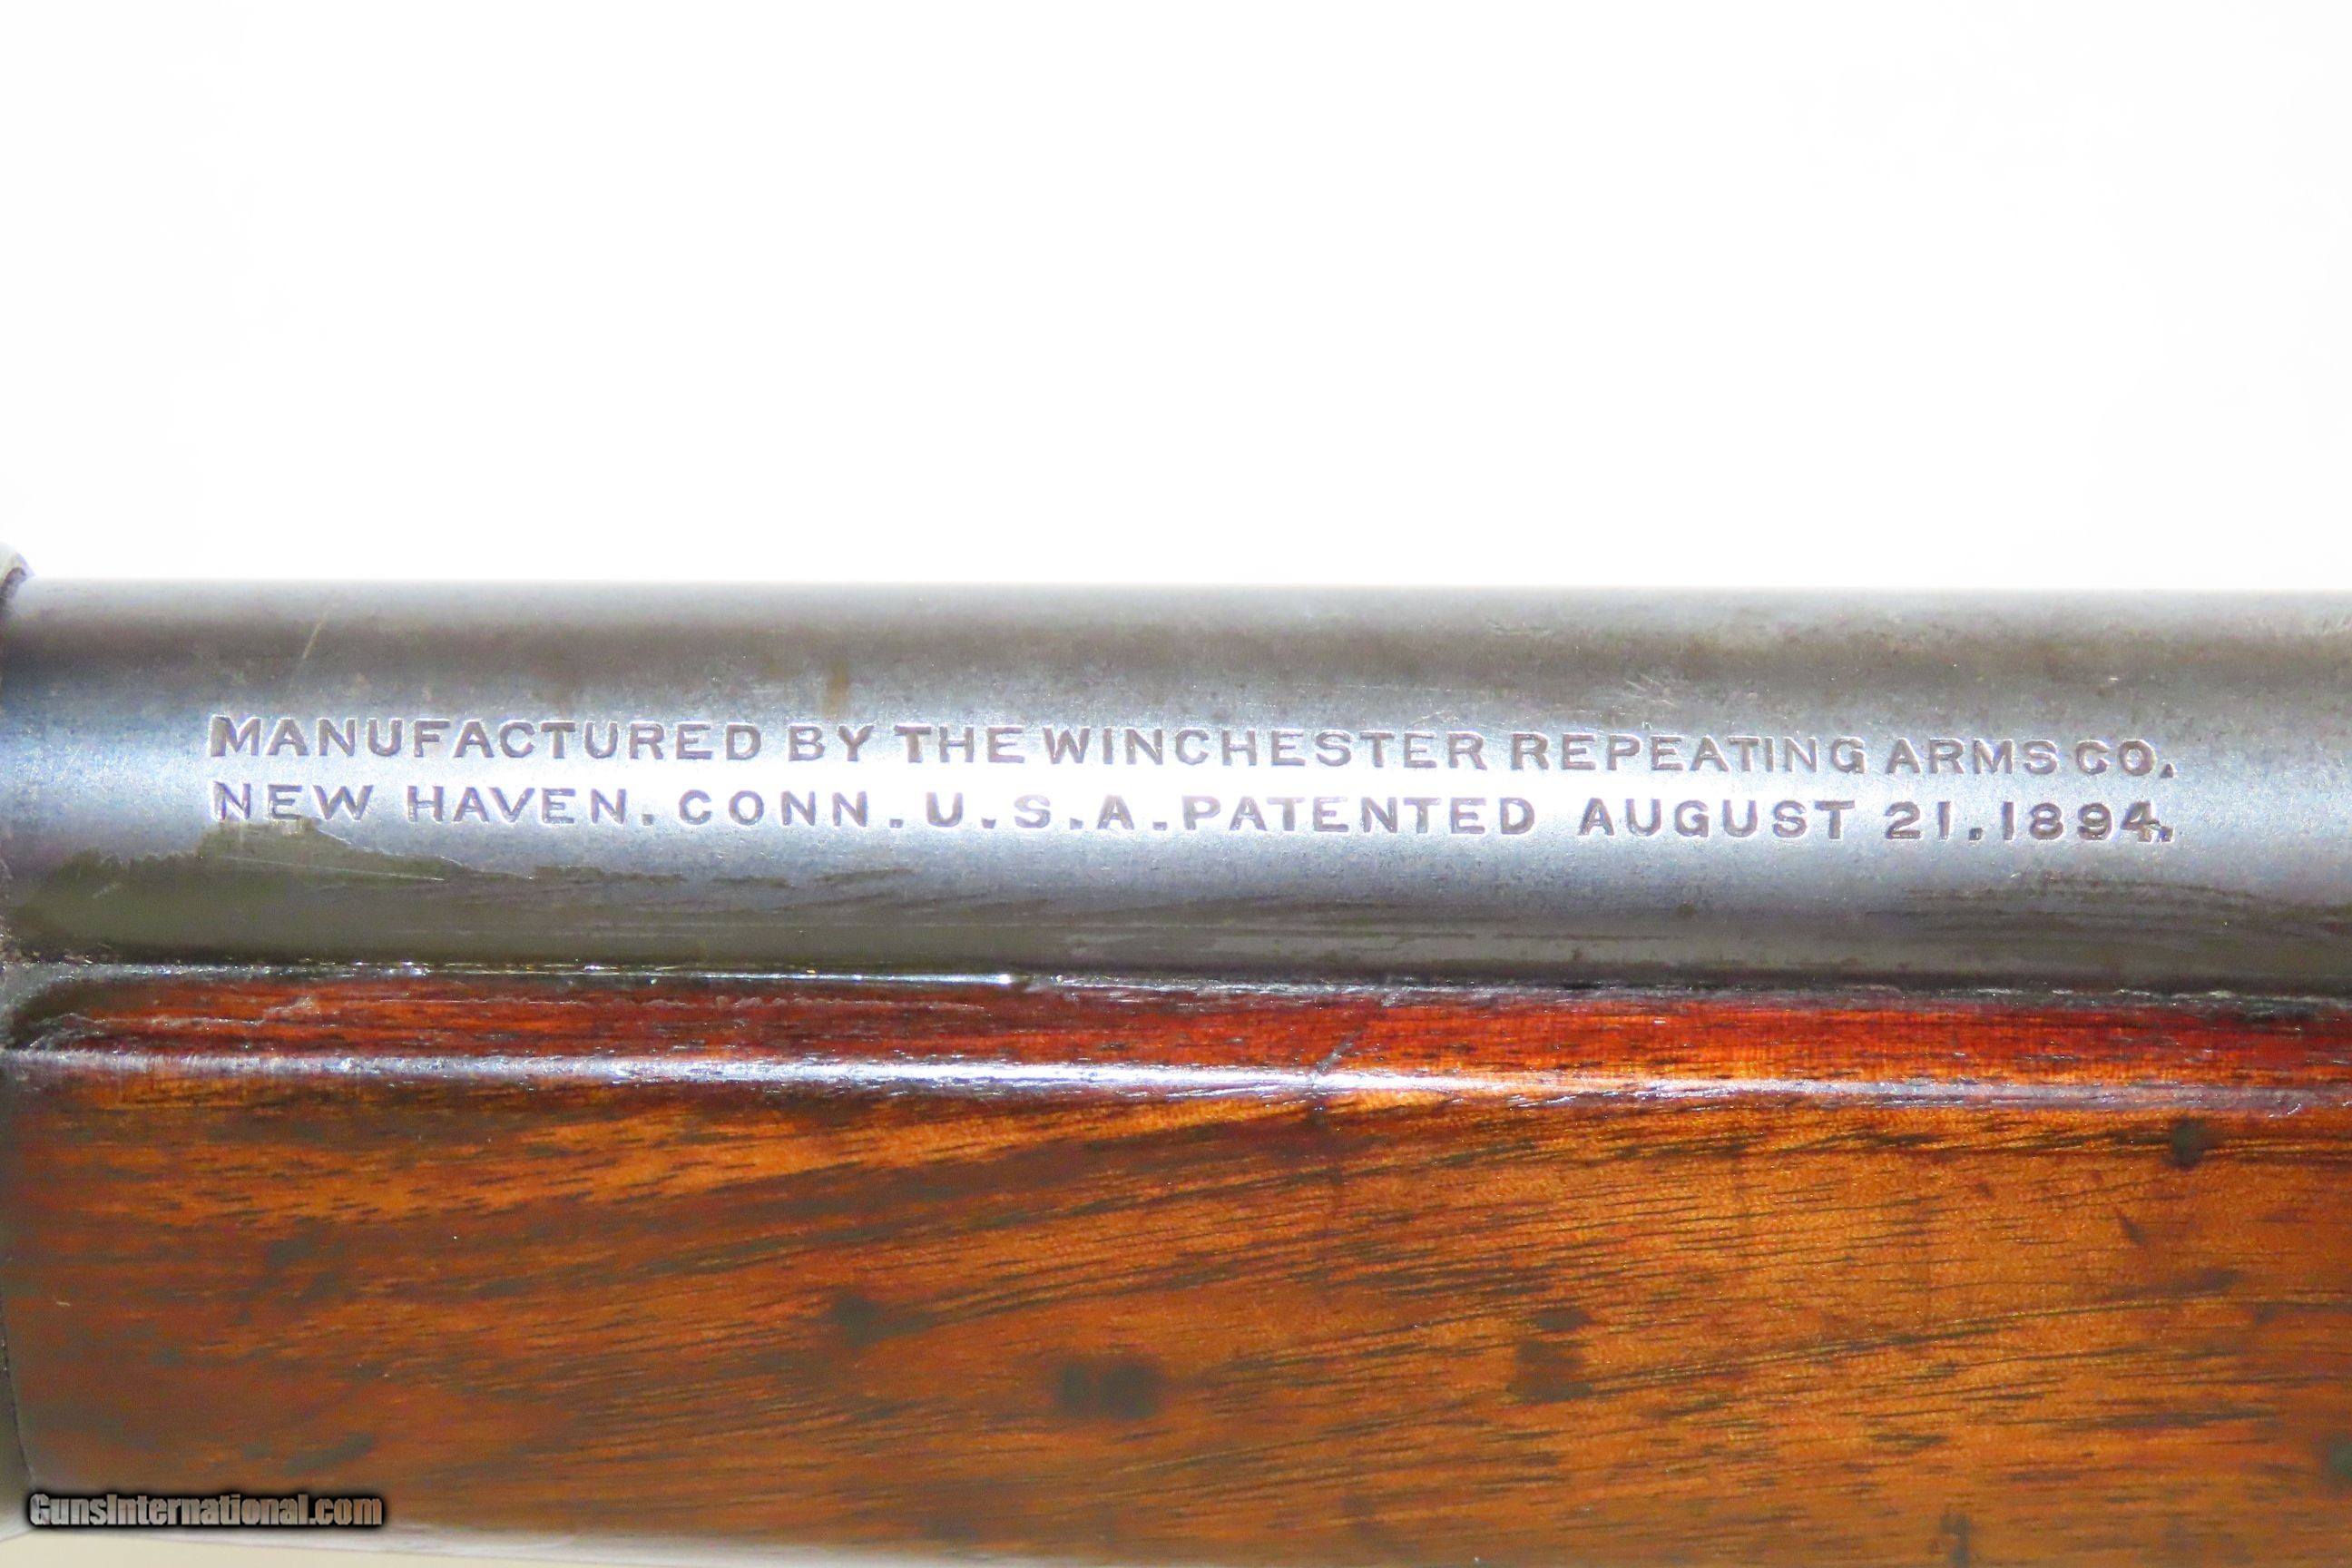 MANUFACTURED BY THE WINCHESTER REPEATING ARMS CO.
NEW HAVEN. CONN. U.S.A. PATENTED AUGUST 21. 1894.
GunsInternational.com